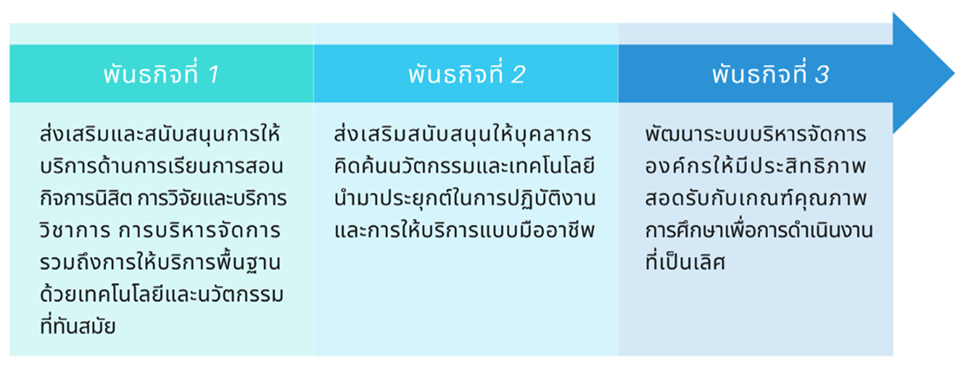 พันธกิจที่ 1
ส่งเสริมและสนับสนุนการให้
บริการด้านการเรียนการสอน
กิจการนิสิต การวิจัยและบริการ
วิชาการ การบริหารจัดการ
รวมถึงการให้บริการพื้นฐาน
ด้วยเทคโนโลยีและนวัตกรรม
ที่ทันสมัย
พันธกิจที่ 2
ส่งเสริมสนับสนุนให้บุคลากร
คิดค้นนวัตกรรมและเทคโนโลยี
นำมาประยุกต์ในการปฏิบัติงาน
และการให้บริการแบบมืออาชีพ
พันธกิจที่ 3
พัฒนาระบบบริหารจัดการ
องค์กรให้มีประสิทธิภาพ
สอดรับกับเกณฑ์คุณภาพ
การศึกษาเพื่อการดำเนินงาน
ที่เป็นเลิศ